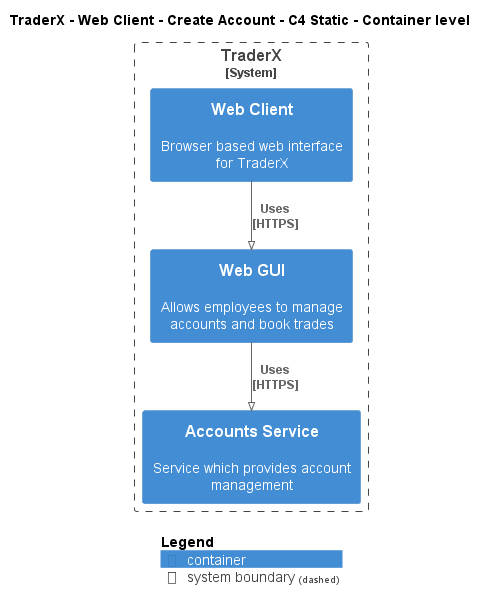 TraderX - Web Client - Create Account - C4 Static - Container level
TraderX
[System]
Web Client
Browser based web interface
for TraderX
Uses
[HTTPS]
Web GUI
Allows employees to manage
accounts and book trades
Uses
[HTTPS]
Accounts Service
Service which provides account
management
Legend
container
system boundary (dashed)